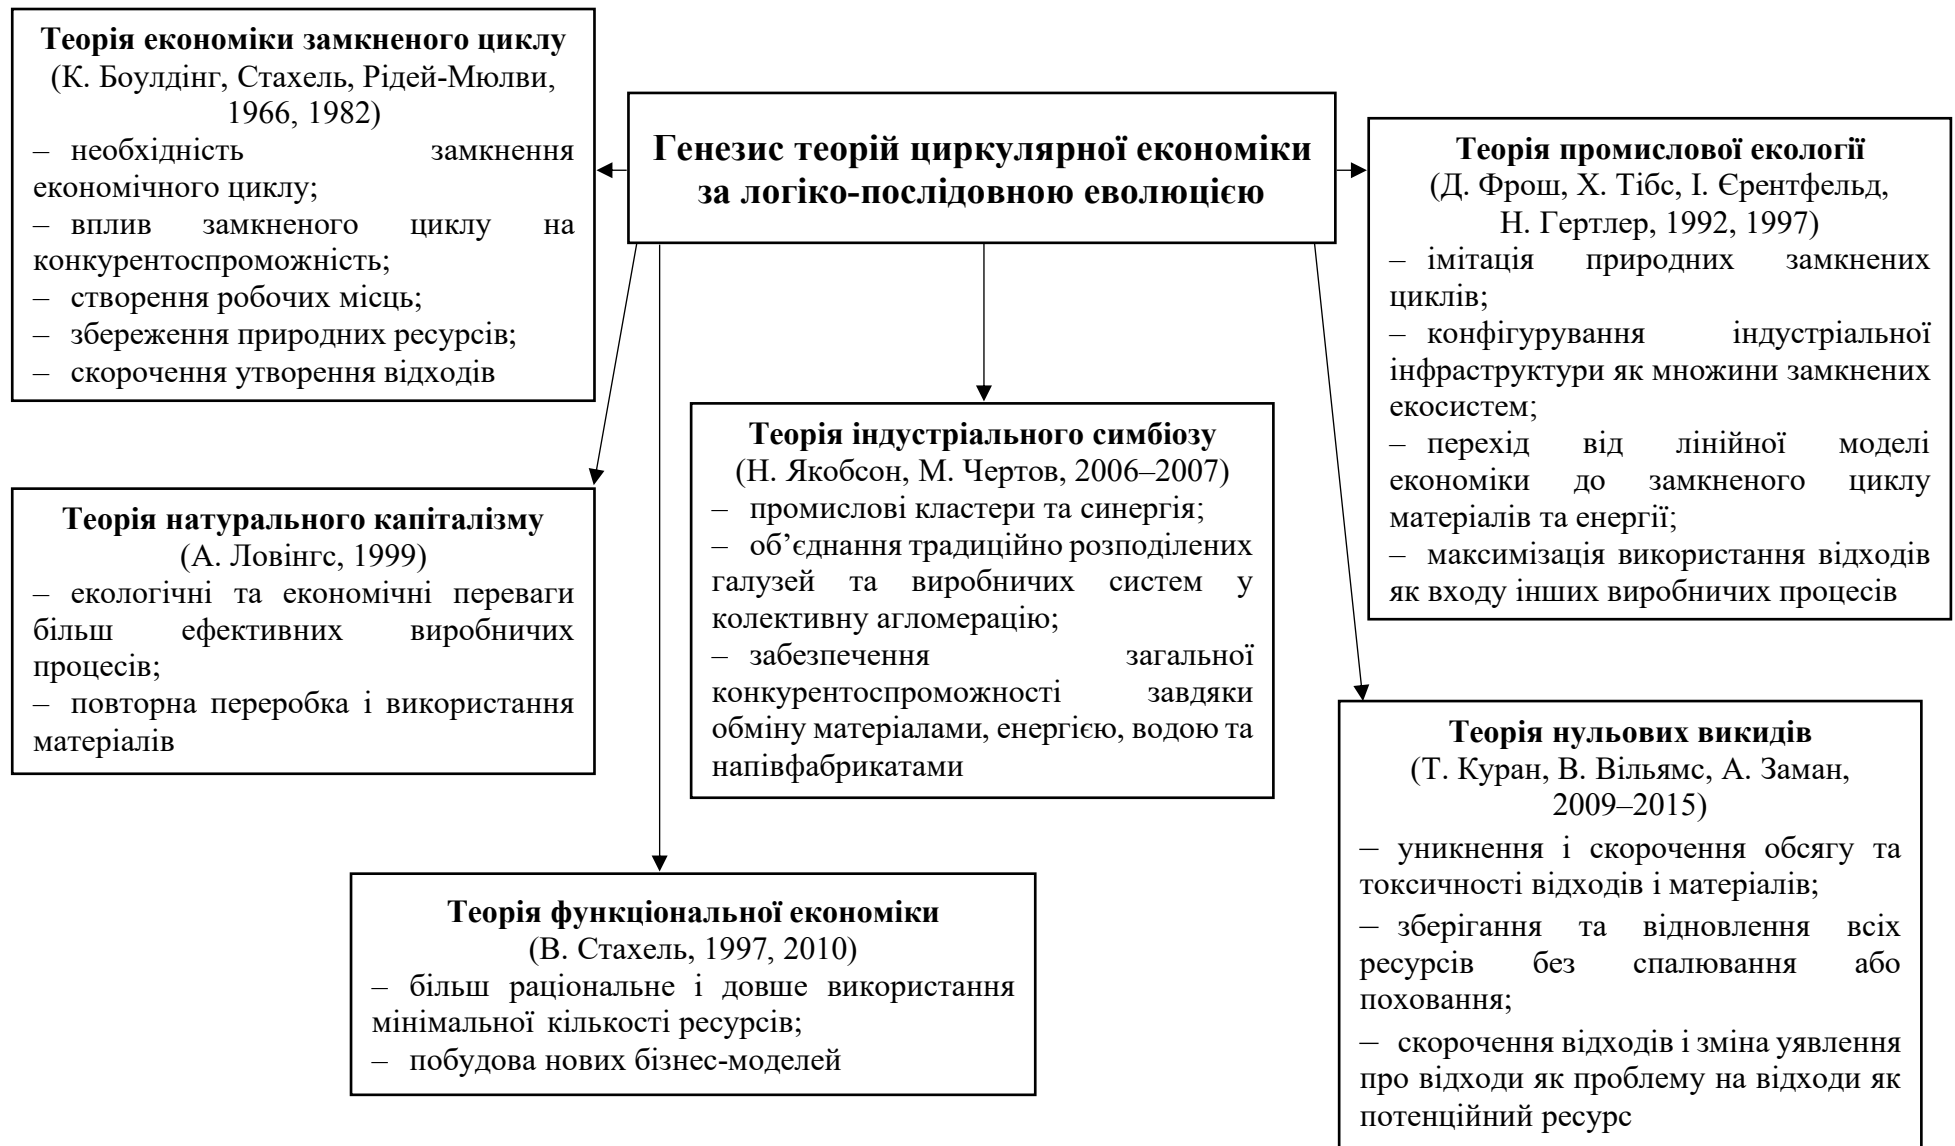 Теорія економіки замкненого циклу
(К. Боулдінг, Стахель, Рідей-Мюлви,
1966, 1982)
– необхідність замкнення
економічного циклу;
– вплив замкненого циклу на
конкурентоспроможність;
– створення робочих місць;
– збереження природних ресурсів;
– скорочення утворення відходів
Генезис теорій циркулярної економіки
за логіко-послідовною еволюцією
Теорія промислової екології
(Д. Фрош, Х. Тібс, І. Єрентфельд,
Н. Гертлер, 1992, 1997)
– імітація природних замкнених
циклів;
– конфігурування індустріальної
інфраструктури як множини замкнених
екосистем;
– перехід від лінійної моделі
економіки до замкненого циклу
матеріалів та енергії;
– максимізація використання відходів
як входу інших виробничих процесів
Теорія натурального капіталізму
(А. Ловінгс, 1999)
– екологічні та економічні переваги
більш ефективних виробничих
процесів;
– повторна переробка і використання
матеріалів
Теорія індустріального симбіозу
(Н. Якобсон, М. Чертов, 2006–2007)
– промислові кластери та синергія;
– об’єднання традиційно розподілених
галузей та виробничих систем у
колективну агломерацію;
– забезпечення загальної
конкурентоспроможності завдяки
обміну матеріалами, енергією, водою та
напівфабрикатами
Теорія нульових викидів
(Т. Куран, В. Вільямс, А. Заман,
2009–2015)
– уникнення і скорочення обсягу та
токсичності відходів і матеріалів;
– зберігання та відновлення всіх
ресурсів без спалювання або
поховання;
– скорочення відходів і зміна уявлення
про відходи як проблему на відходи як
потенційний ресурс
Теорія функціональної економіки
(В. Стахель, 1997, 2010)
– більш раціональне і довше використання
мінімальної кількості ресурсів;
– побудова нових бізнес-моделей